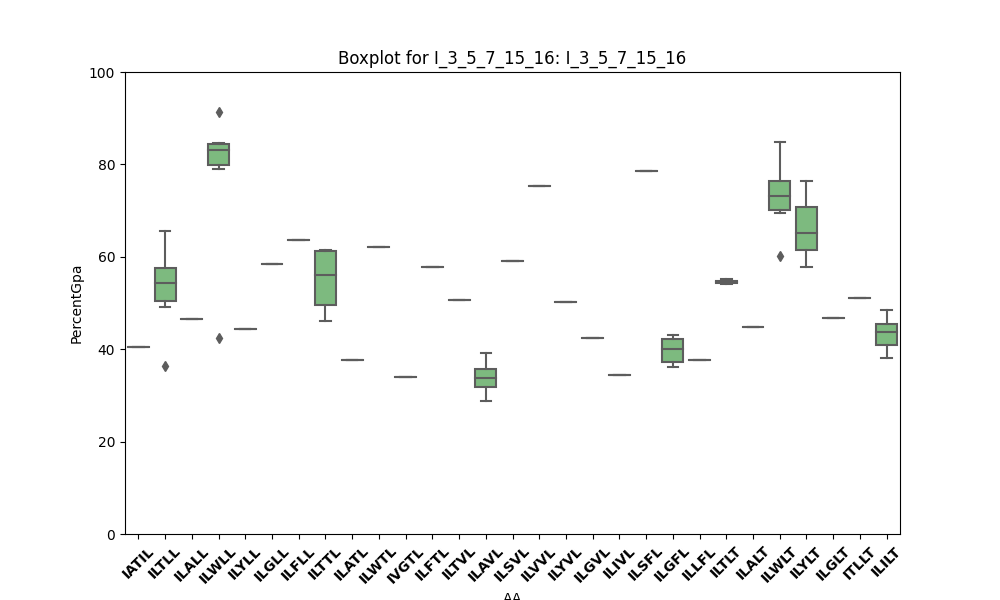 Boxplot for I_3_5_7_15_16: I_3_5_7_15_16
PercentGpa
100
80
60
40
20
0
IATIL ILTLL ILALL ILWLL ILYLL ILGLL ILFLL ILTTL ILATL ILWTL IVGTL ILFTL ILTVL ILAVL ILSVL ILVVL ILYVL ILGVL ILIVL ILSFL ILGFL ILLFL ILTLT ILALT ILWLT ILYLT ILGLT ITLLT ILILT
AA